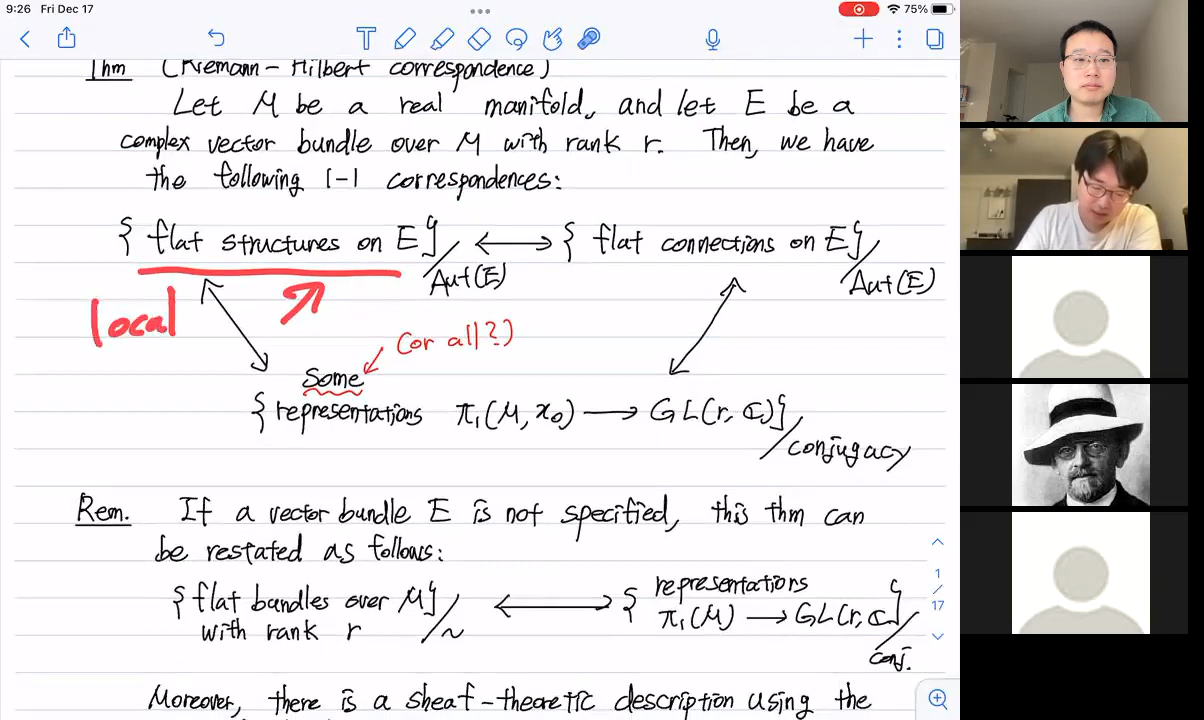 9:26 Fri Dec 17
75%
Thm (Riemann-Hilbert correspondence)
Let M be a real manifold, and let E be a
complex vector bundle over M with rank r. Then, we have
the following 1-1 correspondences:
{ flat structures on E}/Aut(E) ↔ { flat connections on E}/Aut(E)
local
(or all?)
Some
{ representations π₁(M, x₀) → GL(r, ℂ)}/conjugacy
Rem. If a vector bundle E is not specified, this thm can
be restated as follows:
{ flat bundles over M}/~ ↔ { representations
with rank r π₁(M) → GL(r, ℂ)}/conj.
Moreover, there is a sheaf-theoretic description using the
1
/
17